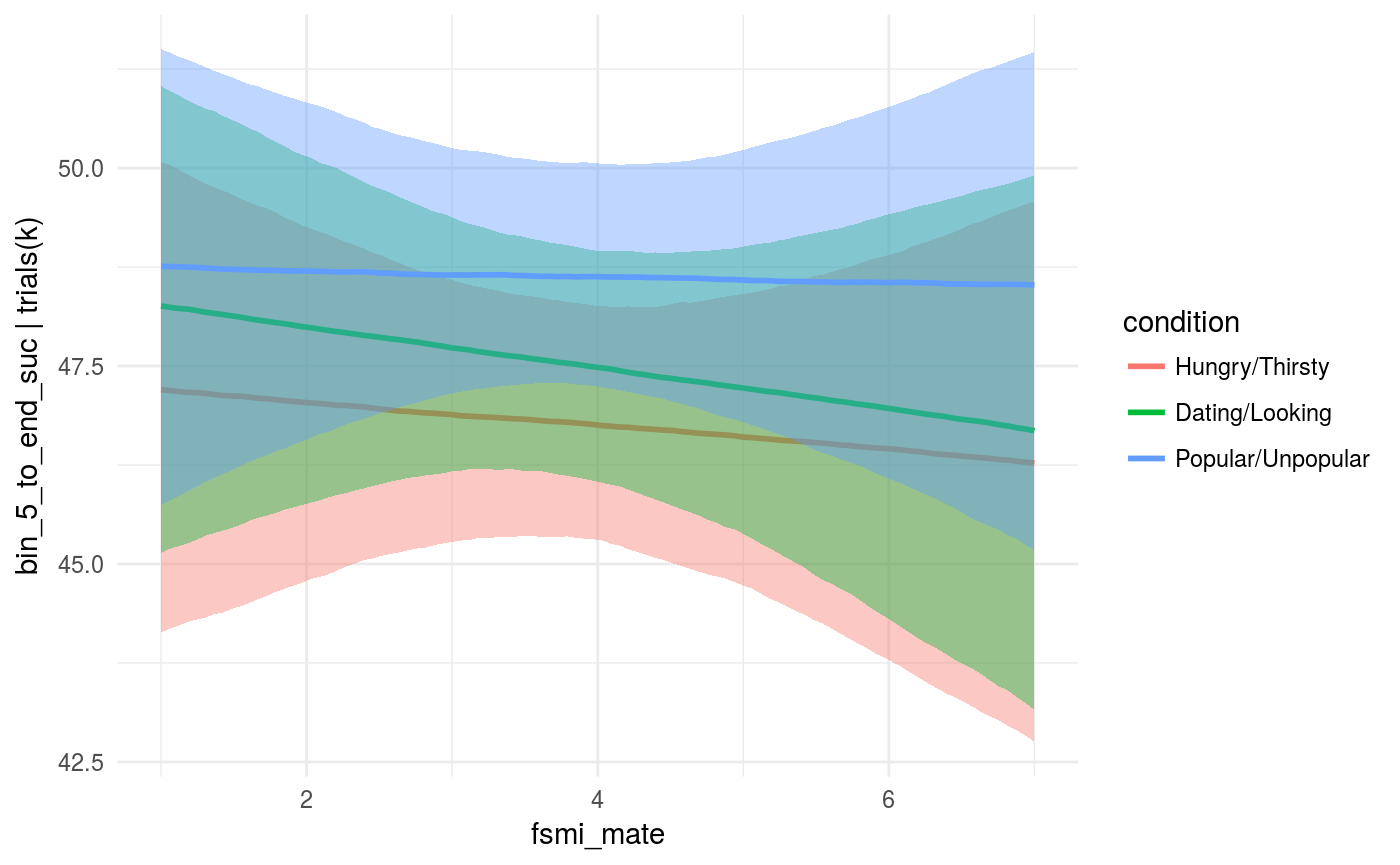 bin_5_to_end_suc | trials(k)
50.0
47.5
45.0
42.5
2
4
6
fsmi_mate
condition
Hungry/Thirsty
Dating/Looking
Popular/Unpopular